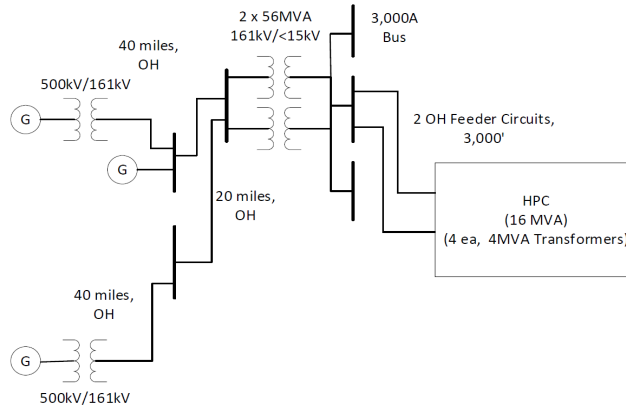 2 x 56MVA
161kV/<15kV
3,000A
Bus
40 miles,
OH
500kV/161kV
G
G
2 OH Feeder Circuits,
3,000'
20 miles,
OH
HPC
(16 MVA)
(4 ea,  4MVA Transformers)
40 miles,
OH
G
500kV/161kV